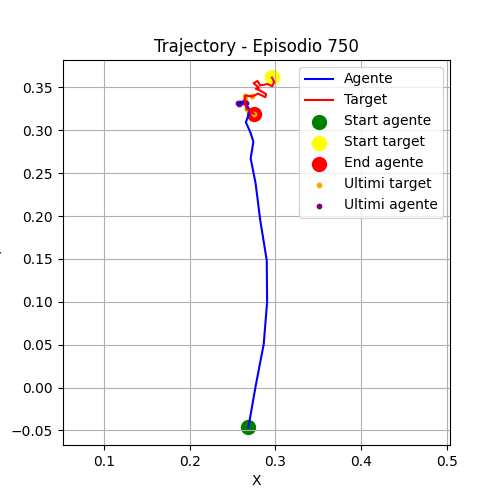 Trajectory - Episodio 750
Agente
Target
Start agente
Start target
End agente
Ultimi target
Ultimi agente
0.35
0.30
0.25
0.20
0.15
0.10
0.05
0.00
−0.05
0.1 0.2 0.3 0.4 0.5
X